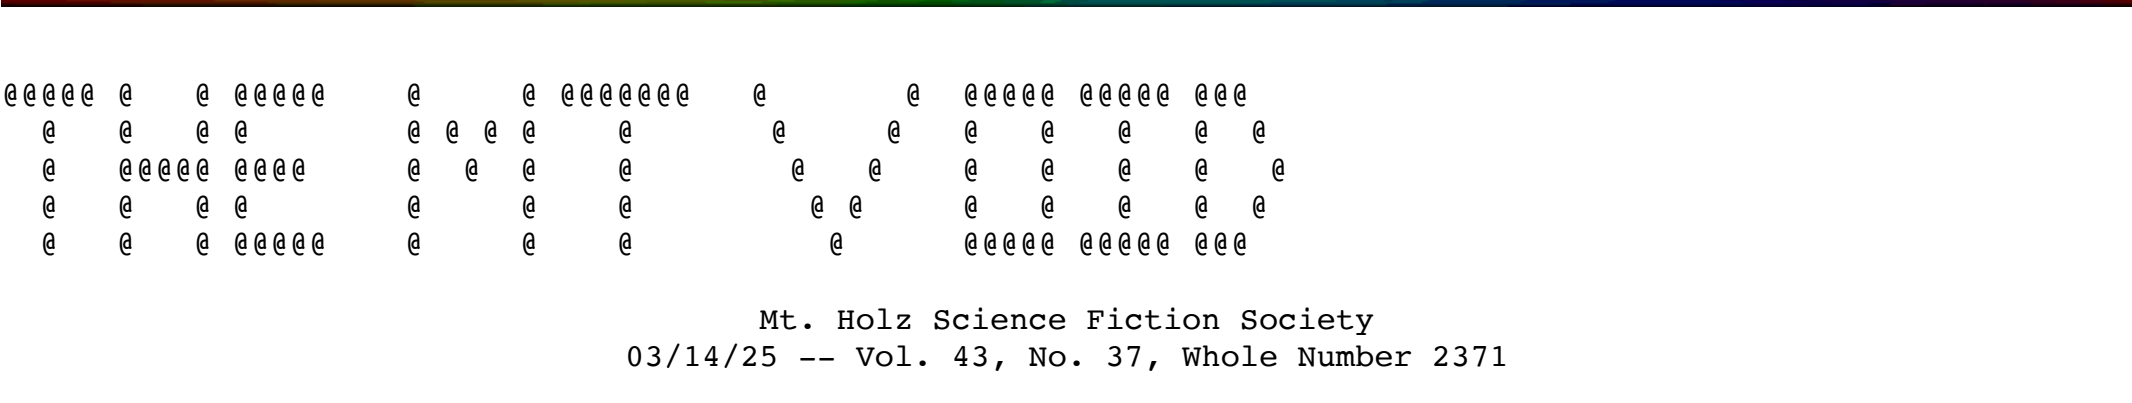 THE MT VOID
Mt. Holz Science Fiction Society
03/14/25 -- Vol. 43, No. 37, Whole Number 2371